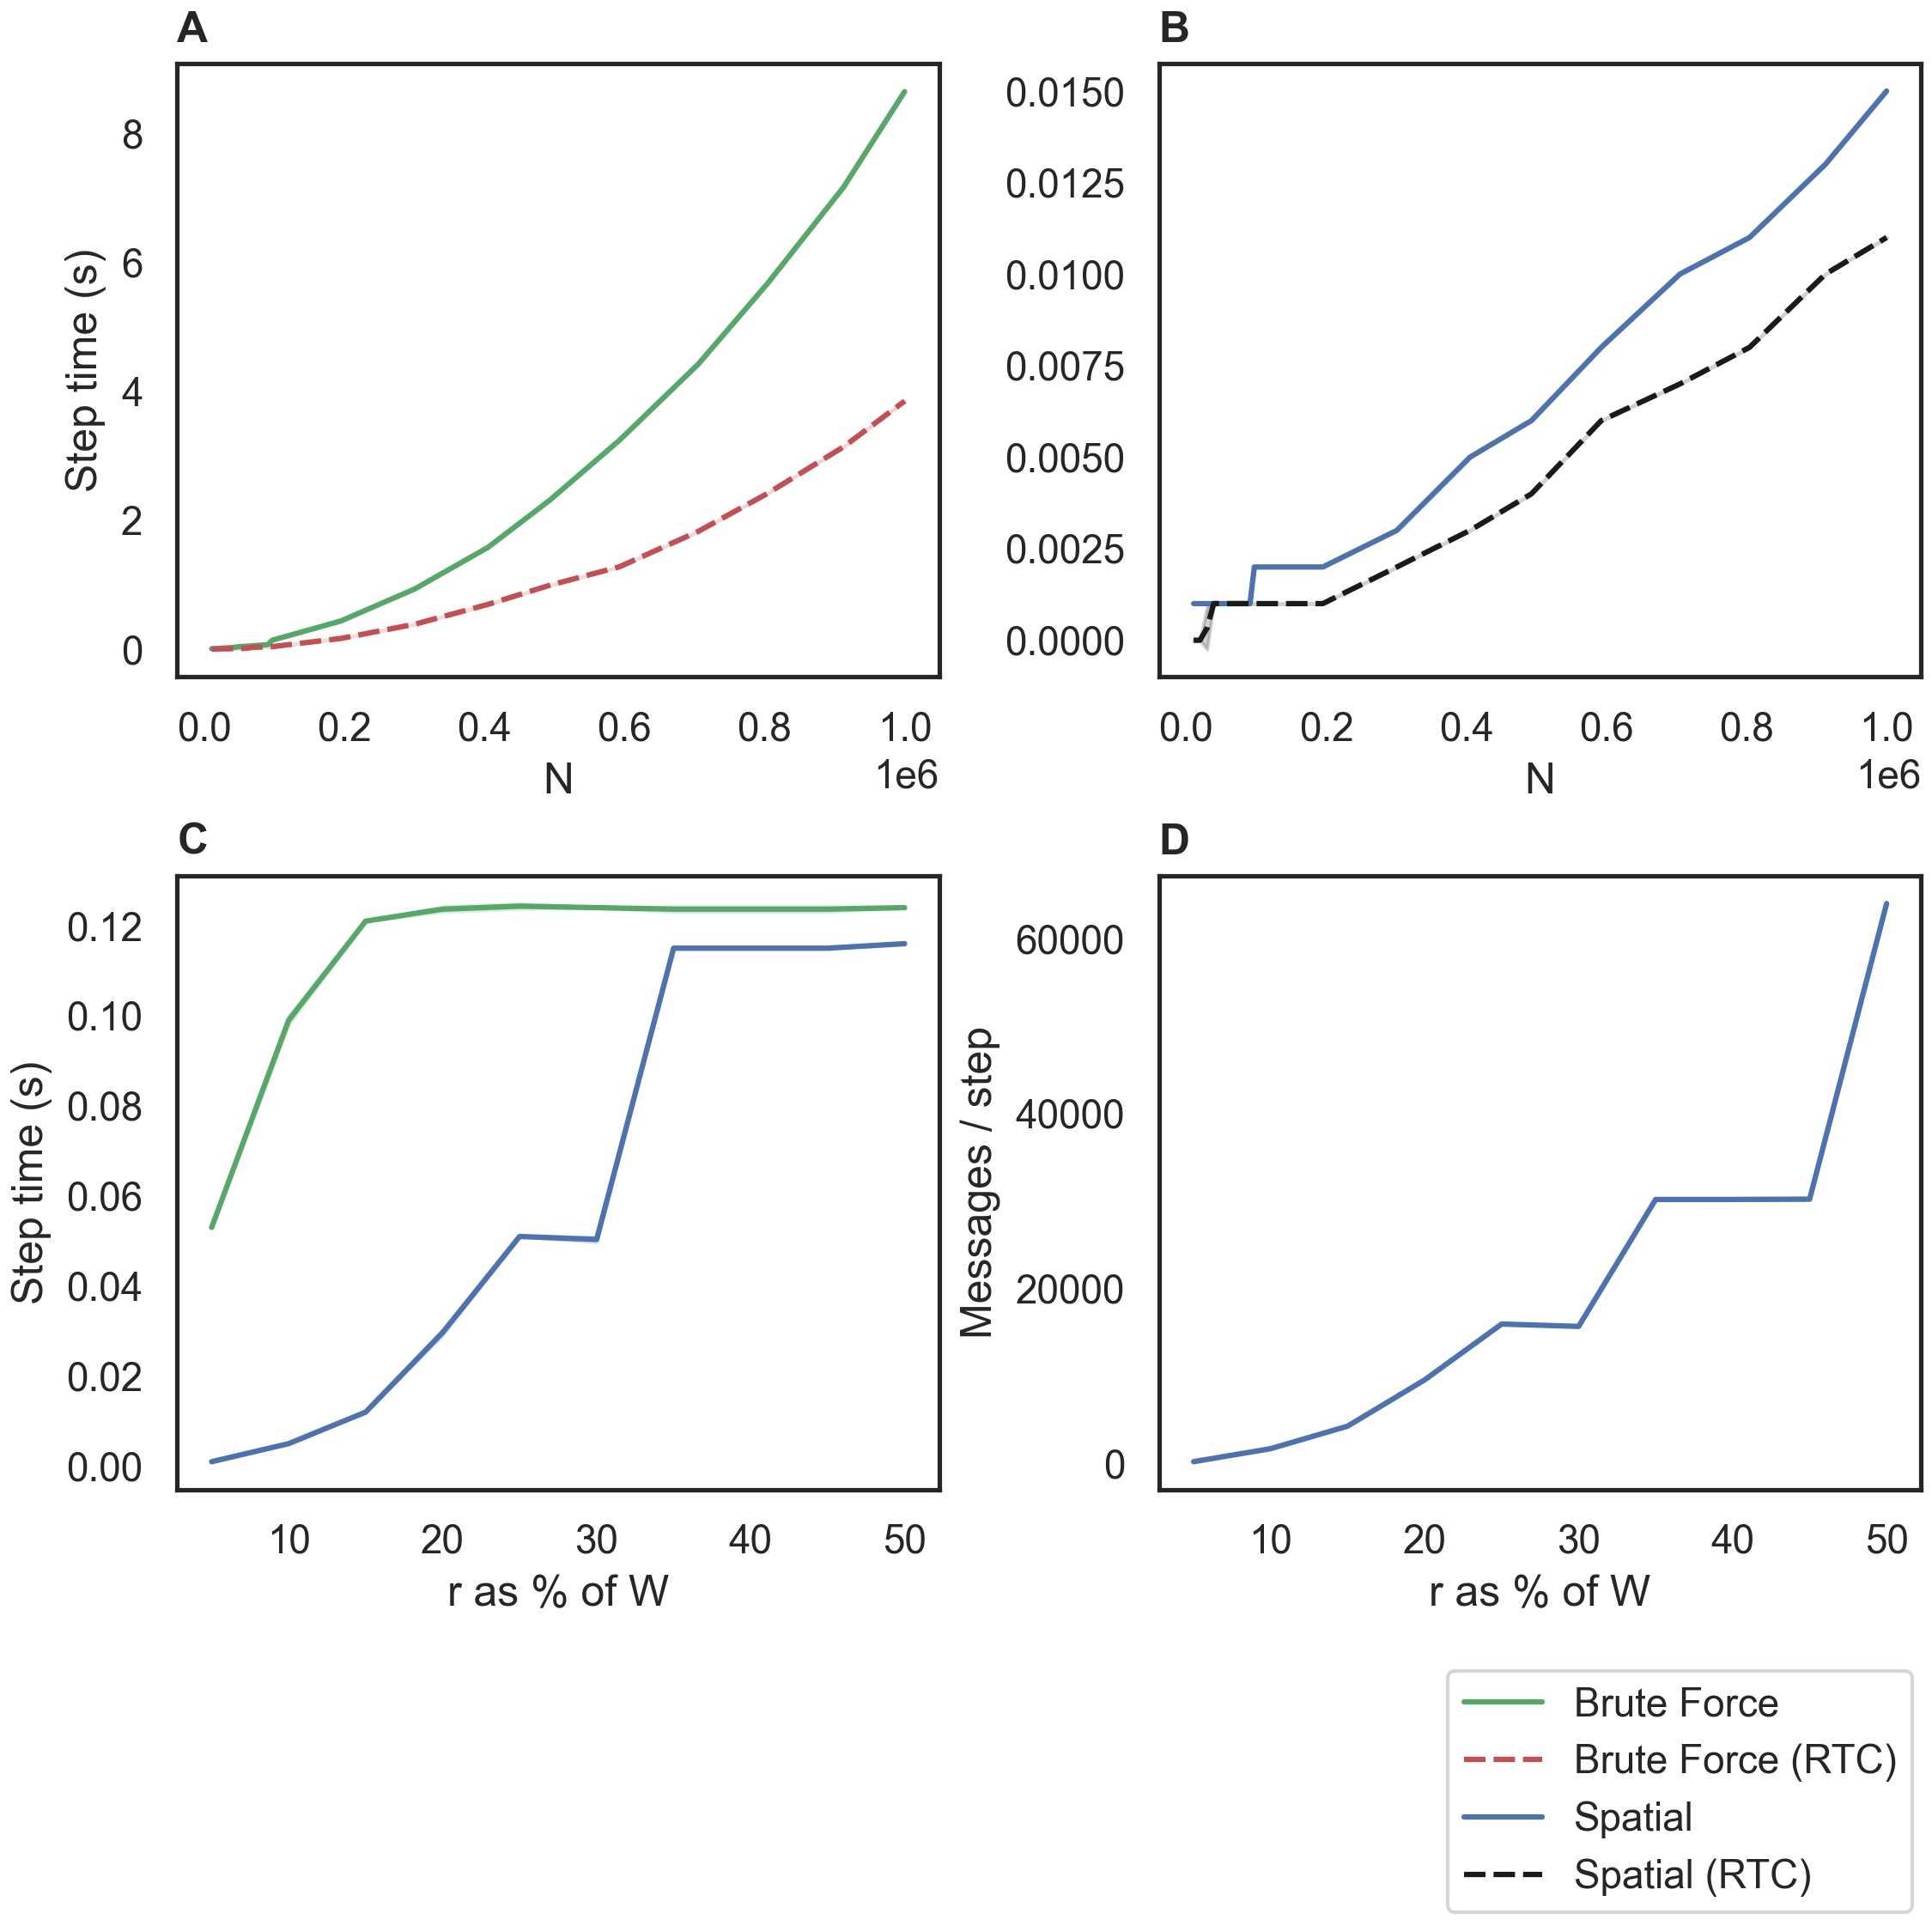 A
Step time (s)
8
6
4
2
0
0.0 0.2 0.4 0.6 0.8 1.0
1e6
N
B
0.0150
0.0125
0.0100
0.0075
0.0050
0.0025
0.0000
0.0 0.2 0.4 0.6 0.8 1.0
1e6
N
C
Step time (s)
0.12
0.10
0.08
0.06
0.04
0.02
0.00
10 20 30 40 50
r as % of W
D
Messages / step
60000
40000
20000
0
10 20 30 40 50
r as % of W
Brute Force
Brute Force (RTC)
Spatial
Spatial (RTC)